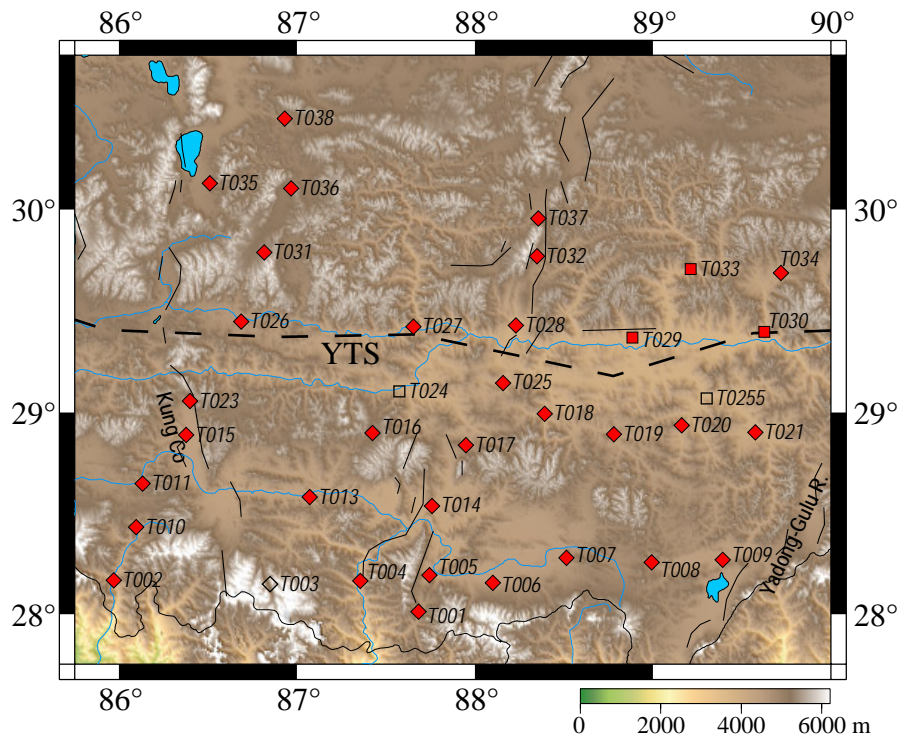 86° 87° 88° 89° 90°
T038
T035 T036
30° 30°
T037
T031 T032 T033 T034
T026 T027 T028 T029 T030
YTS
T024 T025 T0255
29° 29°
T023 T018
Kung Co
T015 T016 T017 T019 T020 T021
T011 T013 T014
T010
Yadong-Gulu R.
T002 T003 T004 T005 T006 T007 T008 T009
28° 28°
T001
86° 87° 88° 89°
0 2000 4000 6000 m